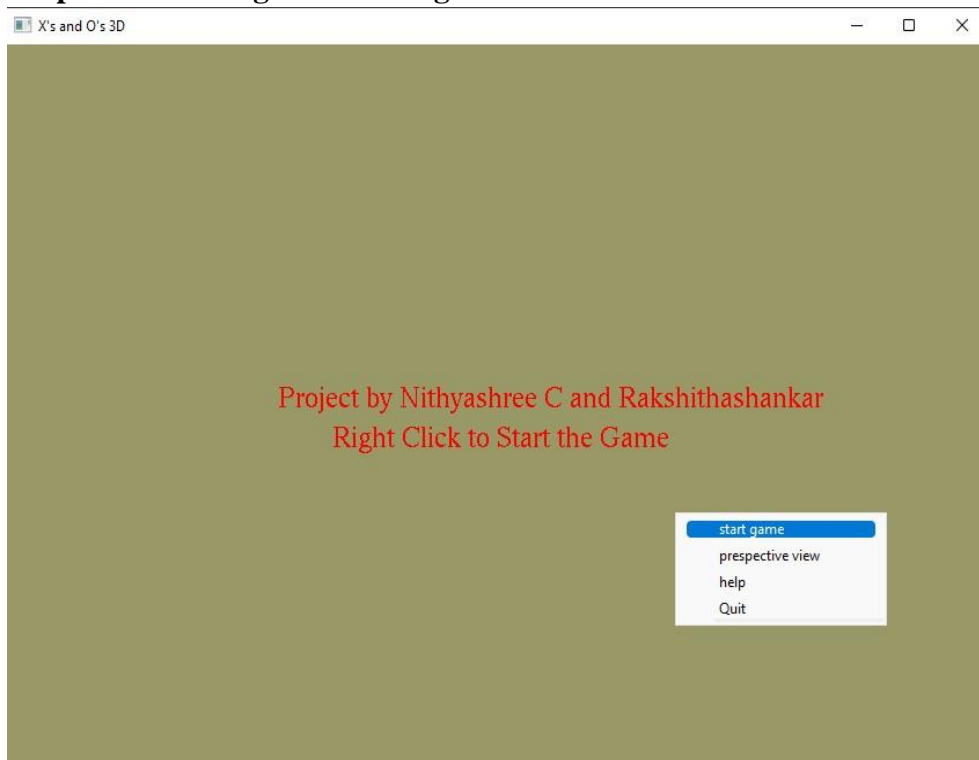 X's and O's 3D
Project by Nithyashree C and Rakshithashankar
Right Click to Start the Game
start game
prespective view
help
Quit